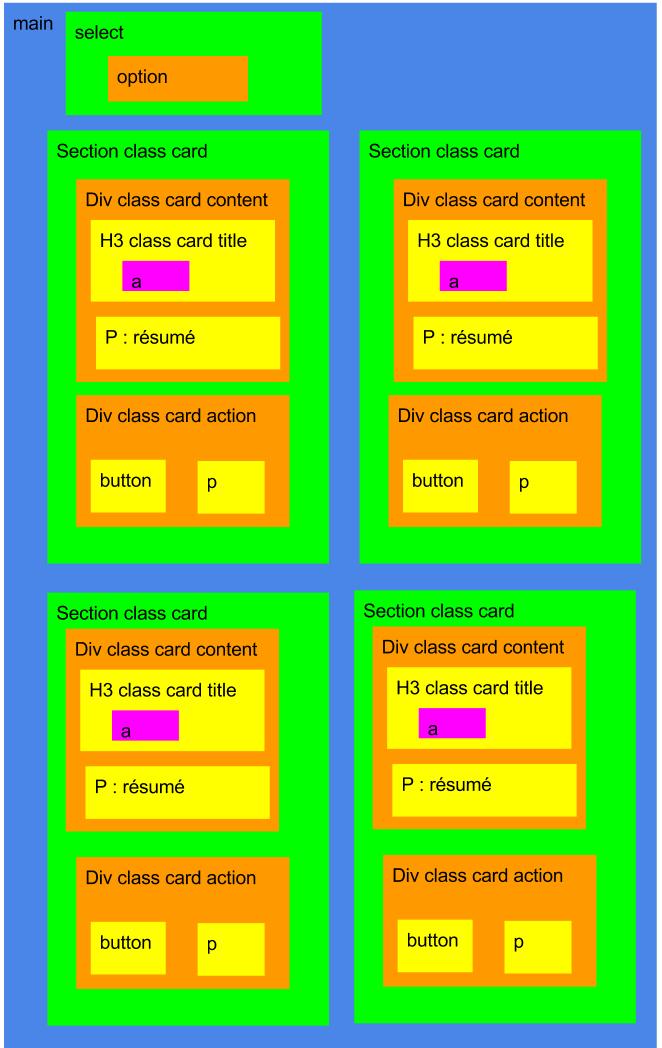 main
select
option
Section class card
Div class card content
H3 class card title
a
P : résumé
Div class card action
button
p
Section class card
Div class card content
H3 class card title
a
P : résumé
Div class card action
button
p
Section class card
Div class card content
H3 class card title
a
P : résumé
Div class card action
button
p
Section class card
Div class card content
H3 class card title
a
P : résumé
Div class card action
button
p